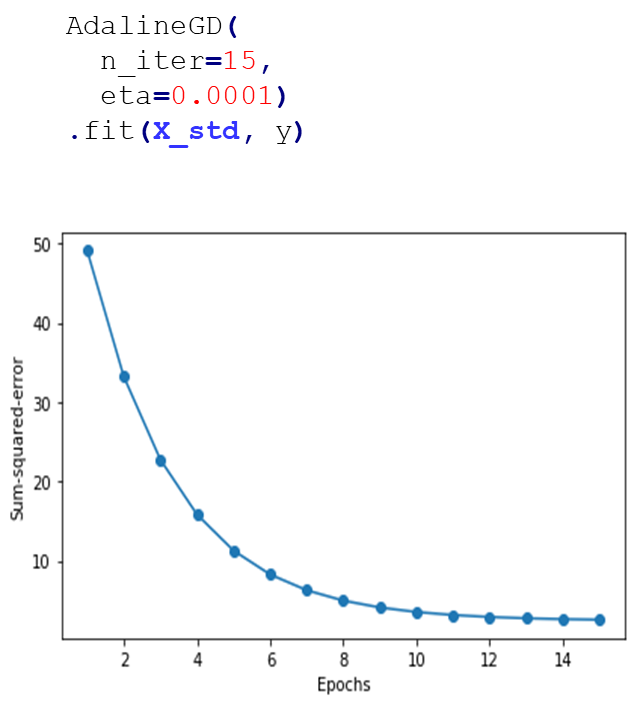 AdalineGD(
n_iter=15,
eta=0.0001)
.fit(X_std, y)
50
40
30
20
10
Sum-squared-error
2 4 6 8 10 12 14
Epochs